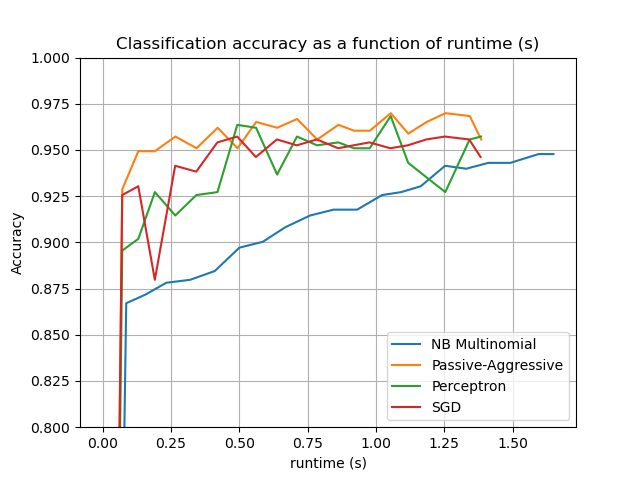 Classification accuracy as a function of runtime (s)
1.000
0.975
0.950
0.925
0.900
0.875
0.850
0.825
0.800
Accuracy
NB Multinomial
Passive-Aggressive
Perceptron
SGD
0.00 0.25 0.50 0.75 1.00 1.25 1.50
runtime (s)